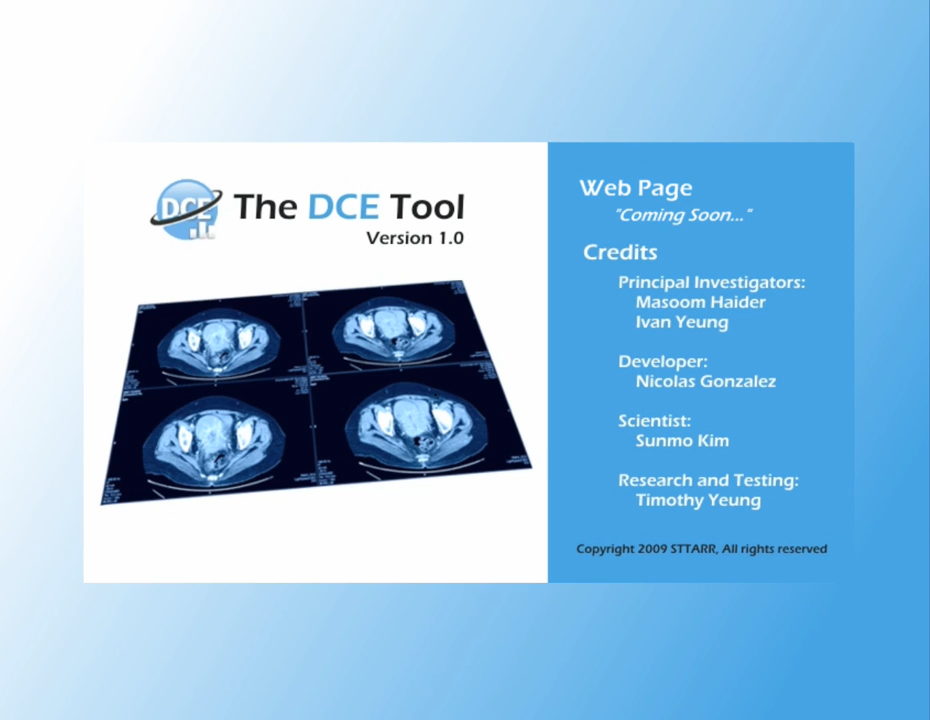 DCE
The DCE Tool
Version 1.0
Web Page
"Coming Soon..."
Credits
Principal Investigators:
Masoom Haider
Ivan Yeung
Developer:
Nicolas Gonzalez
Scientist:
Sunmo Kim
Research and Testing:
Timothy Yeung
Copyright 2009 STTARR, All rights reserved